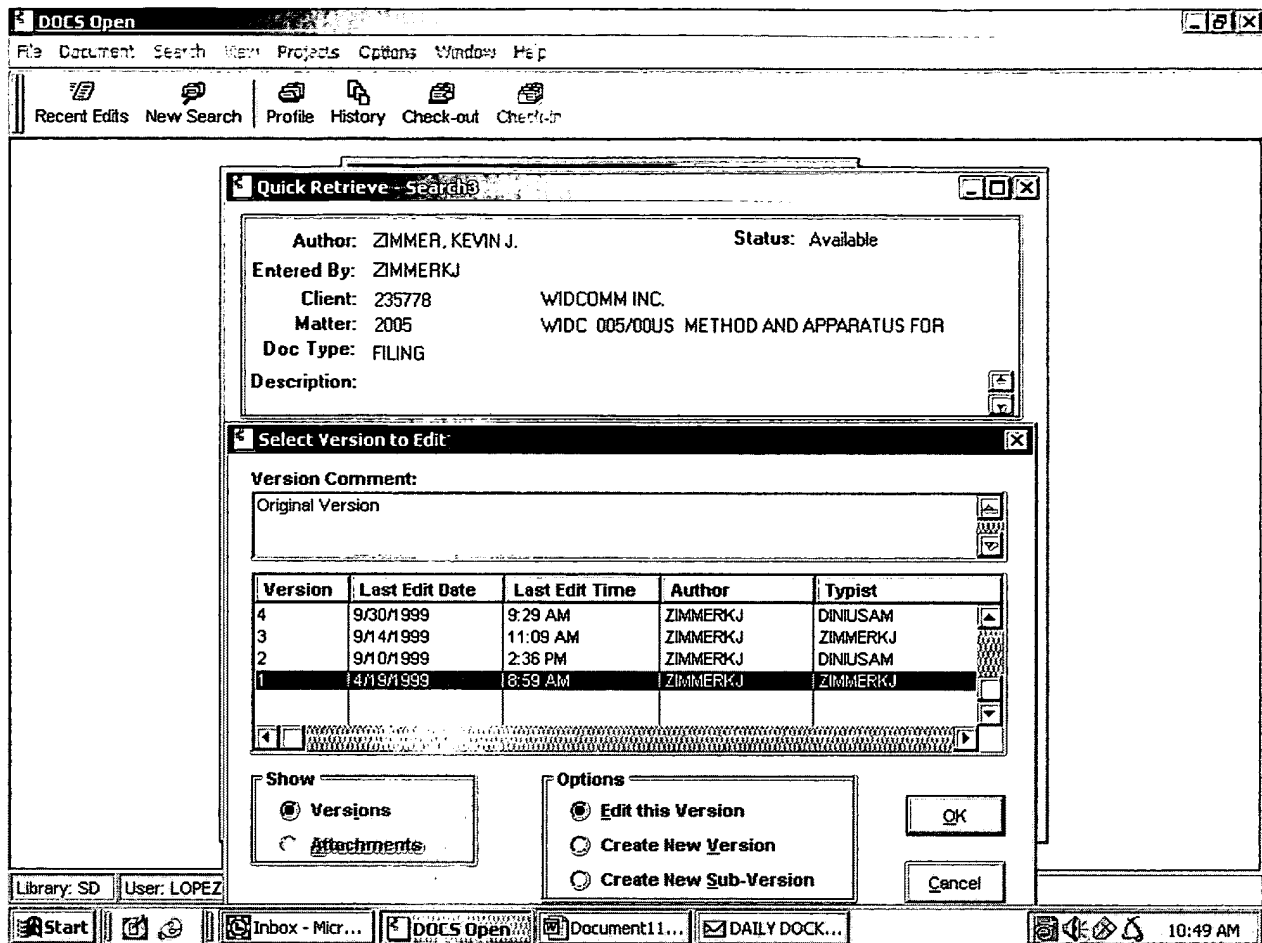 DOCS Open
File Document Search View Projects Options Window Help
Recent Edits New Search Profile History Check-out Check-in
Quick Retrieve - Search3
Author: ZIMMER, KEVIN J. Status: Available
Entered By: ZIMMERKJ
Client: 235778 WIDCOMM INC.
Matter: 2005 WIDC 005/00US METHOD AND APPARATUS FOR
Doc Type: FILING
Description:
Select Version to Edit
Version Comment:
Original Version
Version Last Edit Date Last Edit Time Author Typist
4 9/30/1999 9:29 AM ZIMMERKJ DINIUSAM
3 9/14/1999 11:09 AM ZIMMERKJ ZIMMERKJ
2 9/10/1999 2:36 PM ZIMMERKJ DINIUSAM
1 4/19/1999 8:59 AM ZIMMERKJ ZIMMERKJ
Show Options
Versions Edit this Version OK
Attachments Create New Version
Create New Sub-Version Cancel
Library: SD User: LOPEZ
Start Inbox - Micr... DOCS Open Document11... DAILY DOCK... 10:49 AM